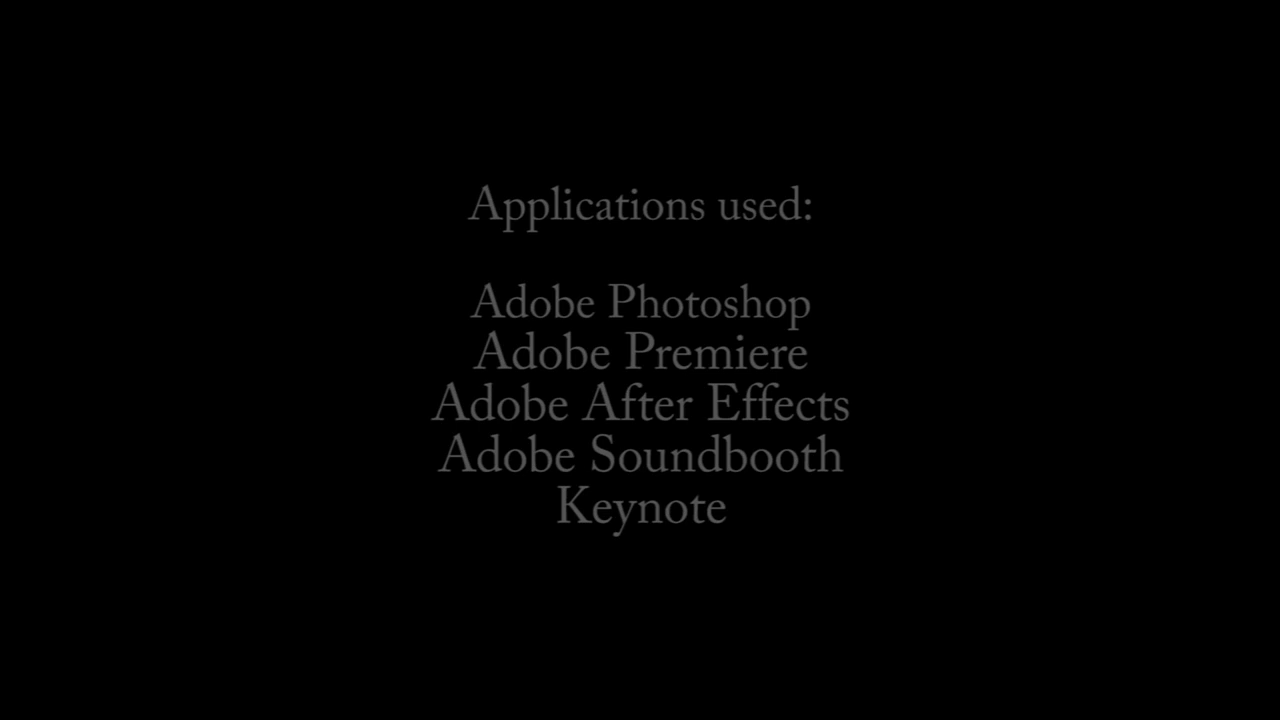 Applications used:
Adobe Photoshop
Adobe Premiere
Adobe After Effects
Adobe Soundbooth
Keynote